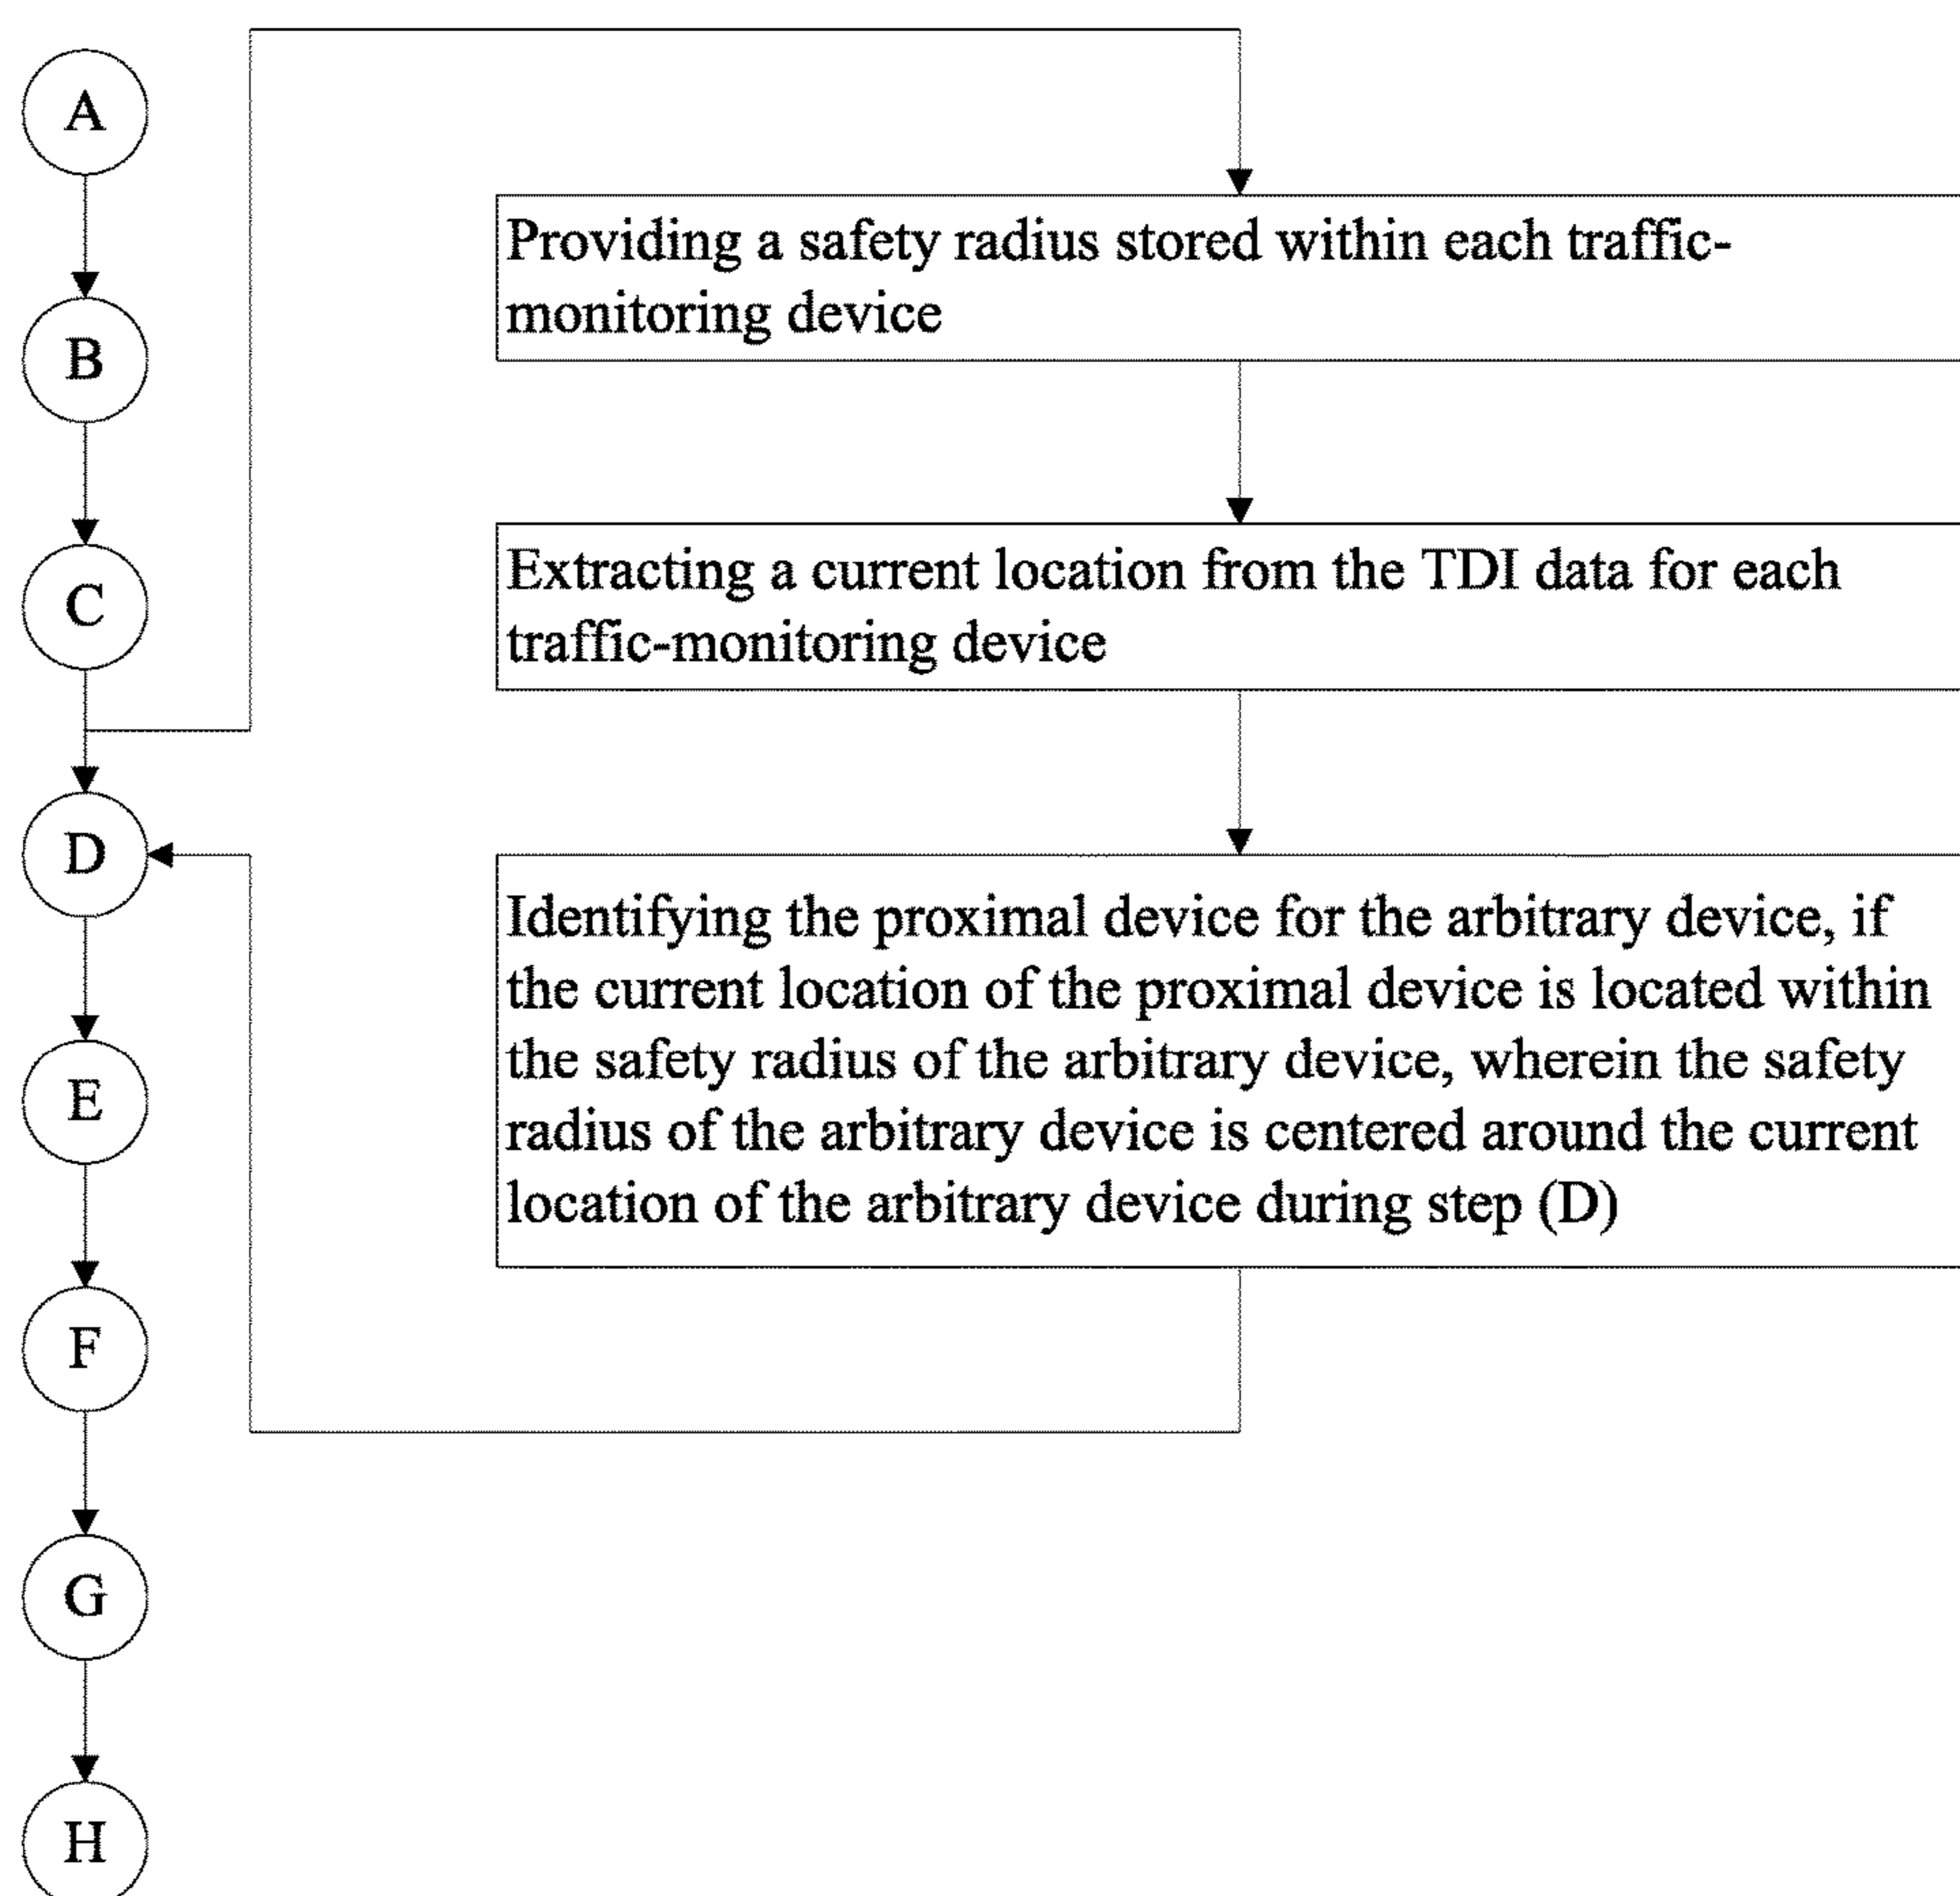 A
B
C
D
E
F
G
H
Providing a safety radius stored within each traffic-
monitoring device
Extracting a current location from the TDI data for each
traffic-monitoring device
Identifying the proximal device for the arbitrary device, if
the current location of the proximal device is located within
the safety radius of the arbitrary device, wherein the safety
radius of the arbitrary device is centered around the current
location of the arbitrary device during step (D)